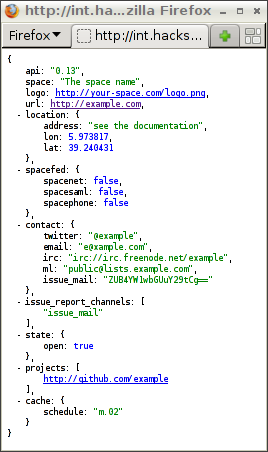 http://int.ha...zilla Firefox
Firefox
http://int.hacks...
{
api: "0.13",
space: "The space name",
logo: http://your-space.com/logo.png,
url: http://example.com,
- location: {
address: "see the documentation",
lon: 5.973817,
lat: 39.240431
},
- spacefed: {
spacenet: false,
spacesaml: false,
spacephone: false
},
- contact: {
twitter: "@example",
email: "e@xample.com",
irc: "irc://irc.freenode.net/example",
ml: "public@lists.example.com",
issue_mail: "ZUB4YW1wbGUuY29tCg=="
},
- issue_report_channels: [
"issue_mail"
],
- state: {
open: true
},
- projects: [
http://github.com/example
],
- cache: {
schedule: "m.02"
}
}